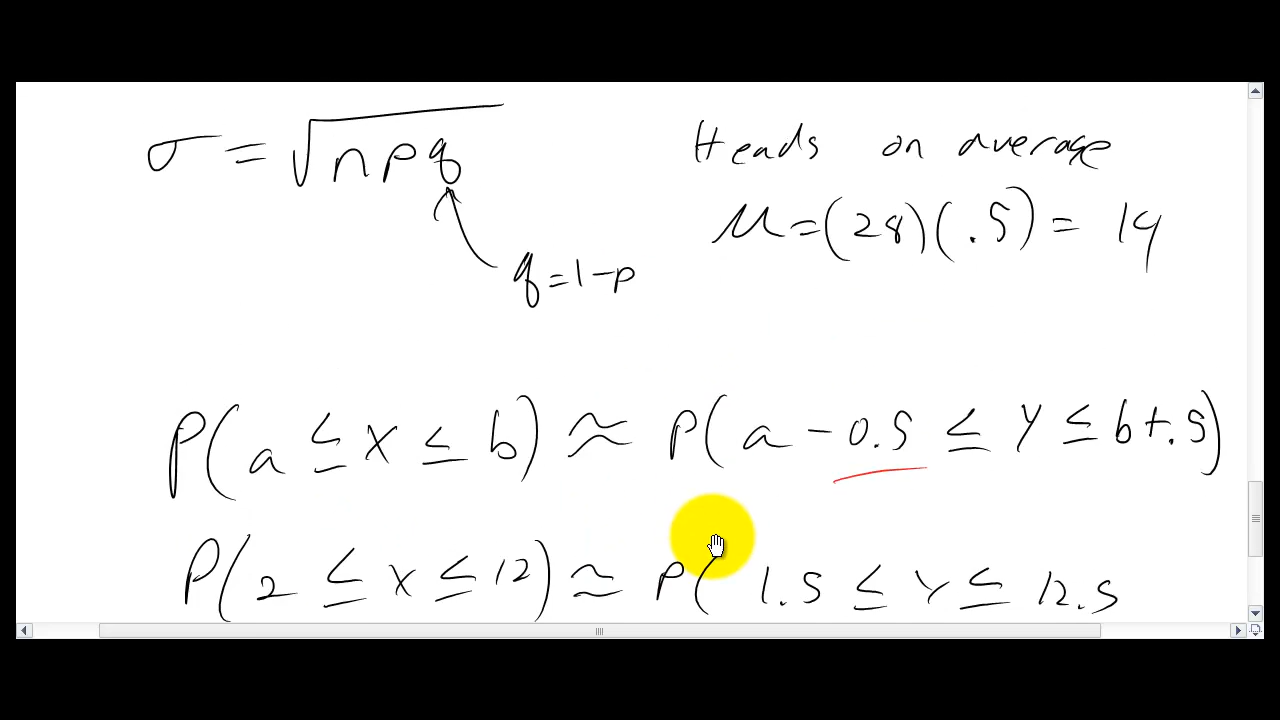 σ = √npq
q = 1 - p
Heads on average
μ = (28)(.5) = 14
P(a ≤ x ≤ b) ≈ P(a - 0.5 ≤ Y ≤ b+.5)
P(2 ≤ x ≤ 12) ≈ P( 1.5 ≤ Y ≤ 12.5